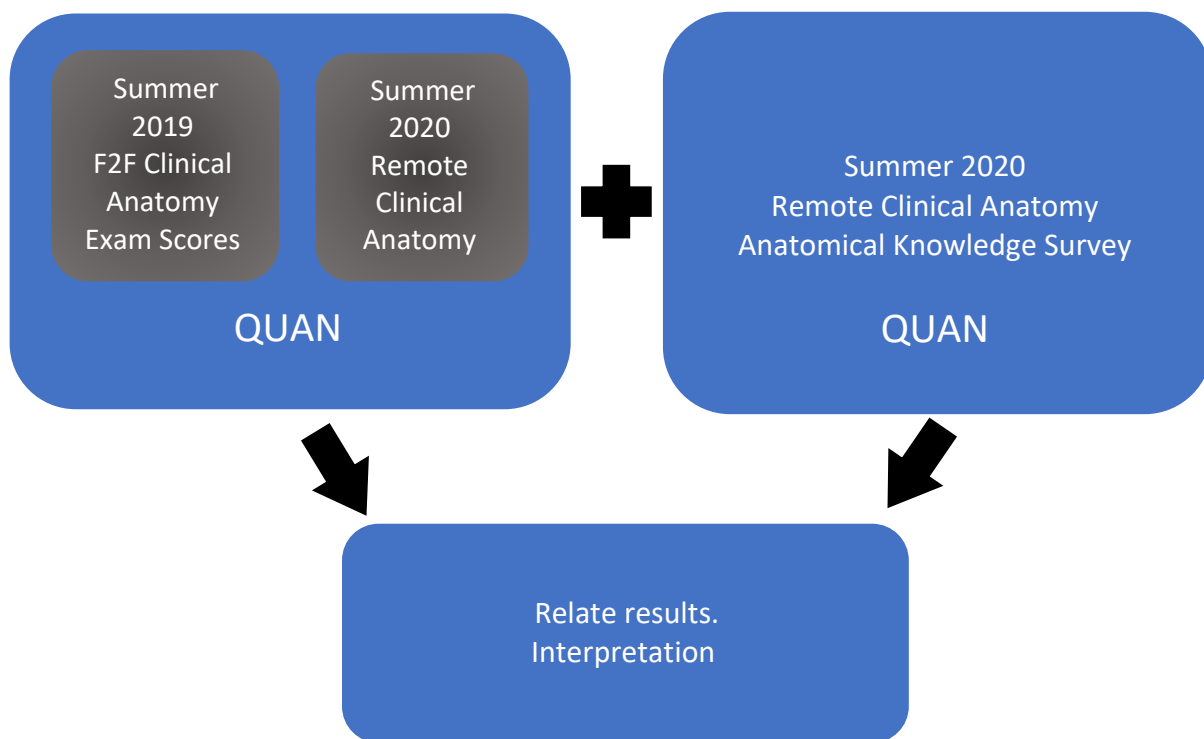 Summer
2019
F2F Clinical
Anatomy
Exam Scores
Summer
2020
Remote
Clinical
Anatomy
QUAN
Summer 2020
Remote Clinical Anatomy
Anatomical Knowledge Survey
QUAN
Relate results.
Interpretation